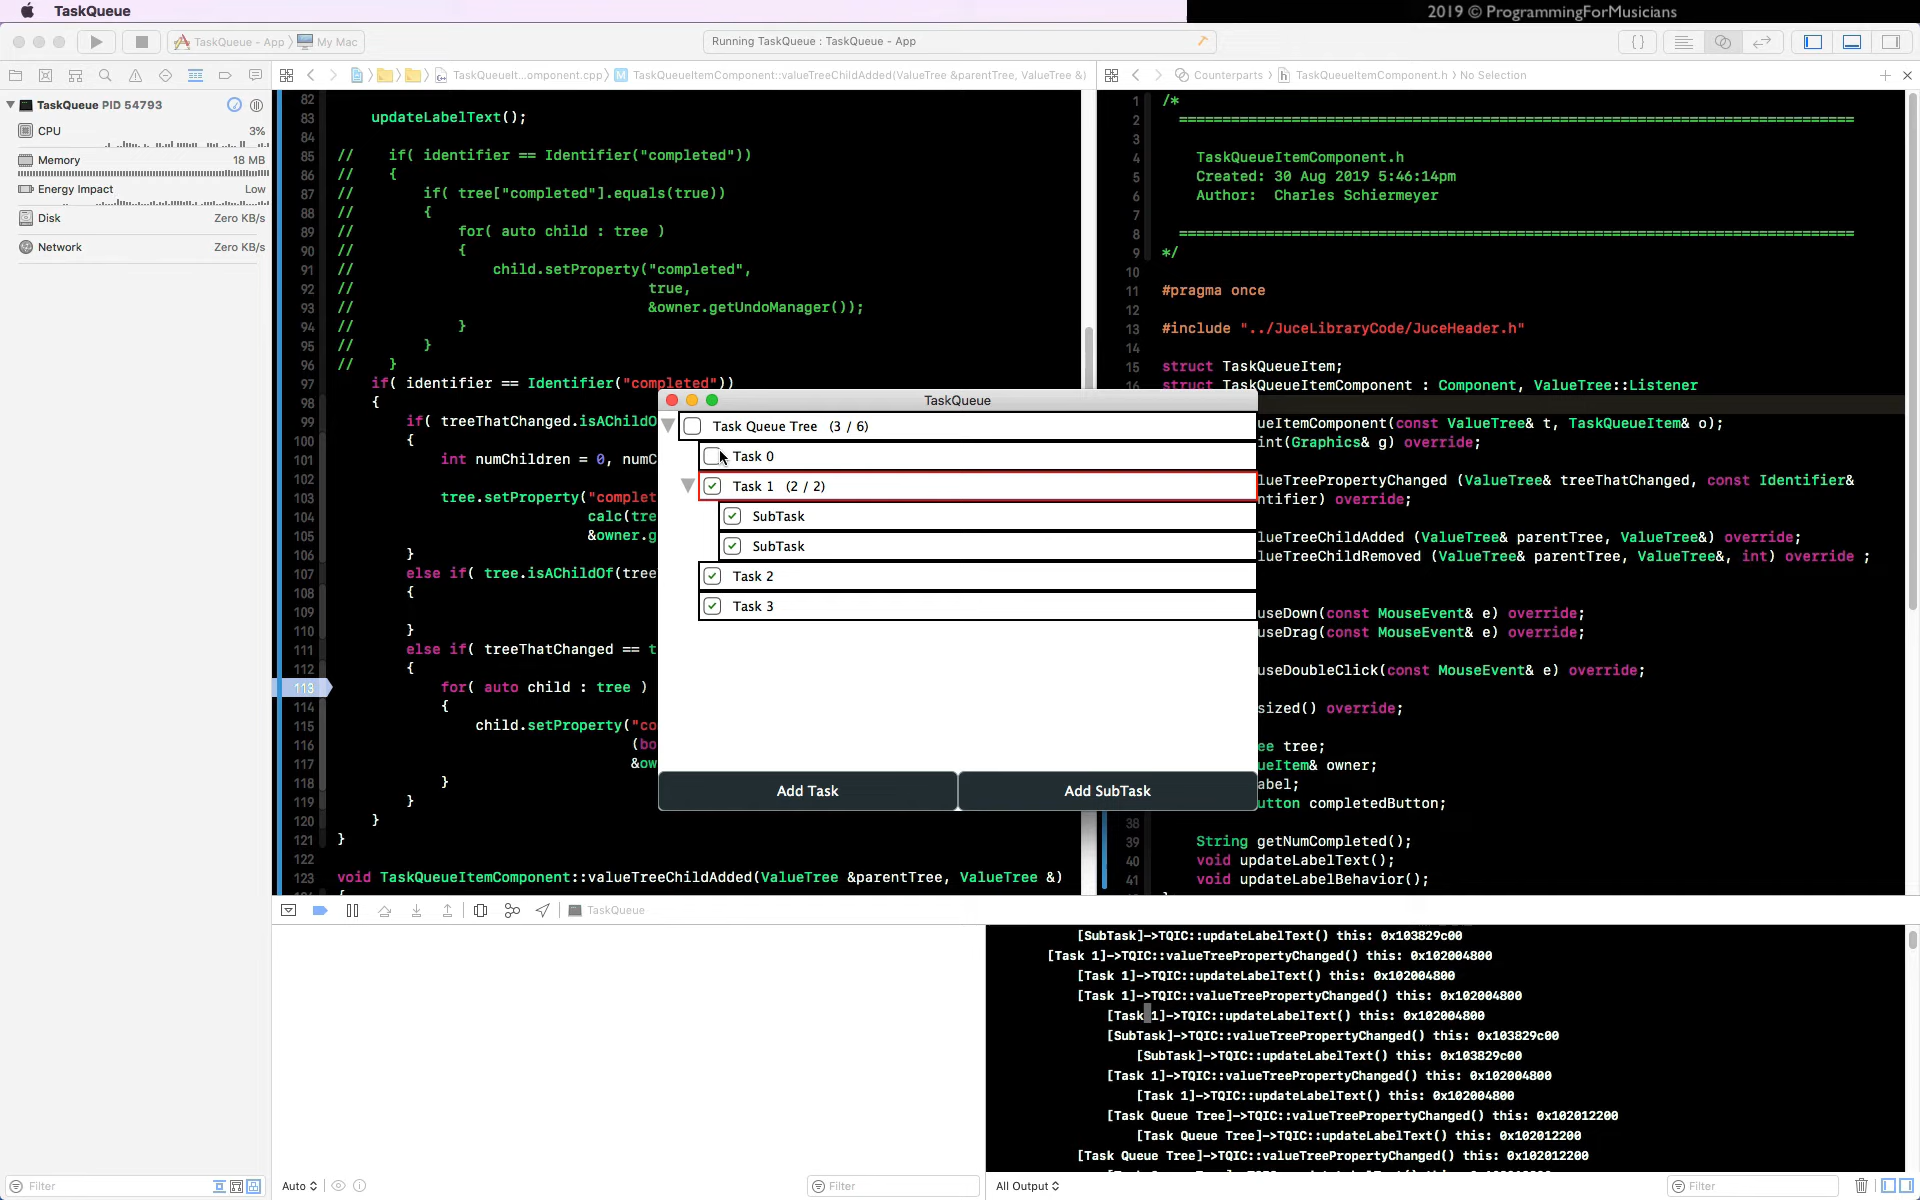 TaskQueue
2019 © ProgrammingForMusicians
TaskQueue - App
My Mac
Running TaskQueue : TaskQueue - App
TaskQueueIt...omponent.cpp
M
TaskQueueItemComponent::valueTreeChildAdded(ValueTree &parentTree, ValueTree &)
Counterparts
TaskQueueItemComponent.h
No Selection
TaskQueue PID 54793
CPU 3%
Memory 18 MB
Energy Impact Low
Disk Zero KB/s
Network Zero KB/s
82
83 updateLabelText();
84
85 // if( identifier == Identifier("completed"))
86 // {
87 // if( tree["completed"].equals(true))
88 // {
89 // for( auto child : tree )
90 // {
91 // child.setProperty("completed",
92 // true,
93 // &owner.getUndoManager());
94 // }
95 // }
96 // }
97 if( identifier == Identifier("completed"))
98 {
99 if( treeThatChanged.isAChildO
100 {
101 int numChildren = 0, numC
102
103 tree.setProperty("complet
104 calc(tre
105 &owner.g
106 }
107 else if( tree.isAChildOf(tree
108 {
109
110 }
111 else if( treeThatChanged == t
112 {
113 for( auto child : tree )
114 {
115 child.setProperty("co
116 (bo
117 &ow
118 }
119 }
120 }
121 }
122
123 void TaskQueueItemComponent::valueTreeChildAdded(ValueTree &parentTree, ValueTree &)
1 /*
2 ==============================================================================
3
4 TaskQueueItemComponent.h
5 Created: 30 Aug 2019 5:46:14pm
6 Author: Charles Schiermeyer
7
8 ==============================================================================
9 */
10
11 #pragma once
12
13 #include "../JuceLibraryCode/JuceHeader.h"
14
15 struct TaskQueueItem;
16 struct TaskQueueItemComponent : Component, ValueTree::Listener
ueItemComponent(const ValueTree& t, TaskQueueItem& o);
int(Graphics& g) override;
lueTreePropertyChanged (ValueTree& treeThatChanged, const Identifier&
ntifier) override;
lueTreeChildAdded (ValueTree& parentTree, ValueTree&) override;
lueTreeChildRemoved (ValueTree& parentTree, ValueTree&, int) override ;
useDown(const MouseEvent& e) override;
useDrag(const MouseEvent& e) override;
useDoubleClick(const MouseEvent& e) override;
sized() override;
ee tree;
ueItem& owner;
abel;
utton completedButton;
38
39 String getNumCompleted();
40 void updateLabelText();
41 void updateLabelBehavior();
TaskQueue
Task Queue Tree (3 / 6)
Task 0
Task 1 (2 / 2)
SubTask
SubTask
Task 2
Task 3
Add Task
Add SubTask
TaskQueue
[SubTask]->TQIC::updateLabelText() this: 0x103829c00
[Task 1]->TQIC::valueTreePropertyChanged() this: 0x102004800
[Task 1]->TQIC::updateLabelText() this: 0x102004800
[Task 1]->TQIC::valueTreePropertyChanged() this: 0x102004800
[Task 1]->TQIC::updateLabelText() this: 0x102004800
[SubTask]->TQIC::valueTreePropertyChanged() this: 0x103829c00
[SubTask]->TQIC::updateLabelText() this: 0x103829c00
[Task 1]->TQIC::valueTreePropertyChanged() this: 0x102004800
[Task 1]->TQIC::updateLabelText() this: 0x102004800
[Task Queue Tree]->TQIC::valueTreePropertyChanged() this: 0x102012200
[Task Queue Tree]->TQIC::updateLabelText() this: 0x102012200
[Task Queue Tree]->TQIC::valueTreePropertyChanged() this: 0x102012200
Filter
Auto
Filter
All Output
Filter